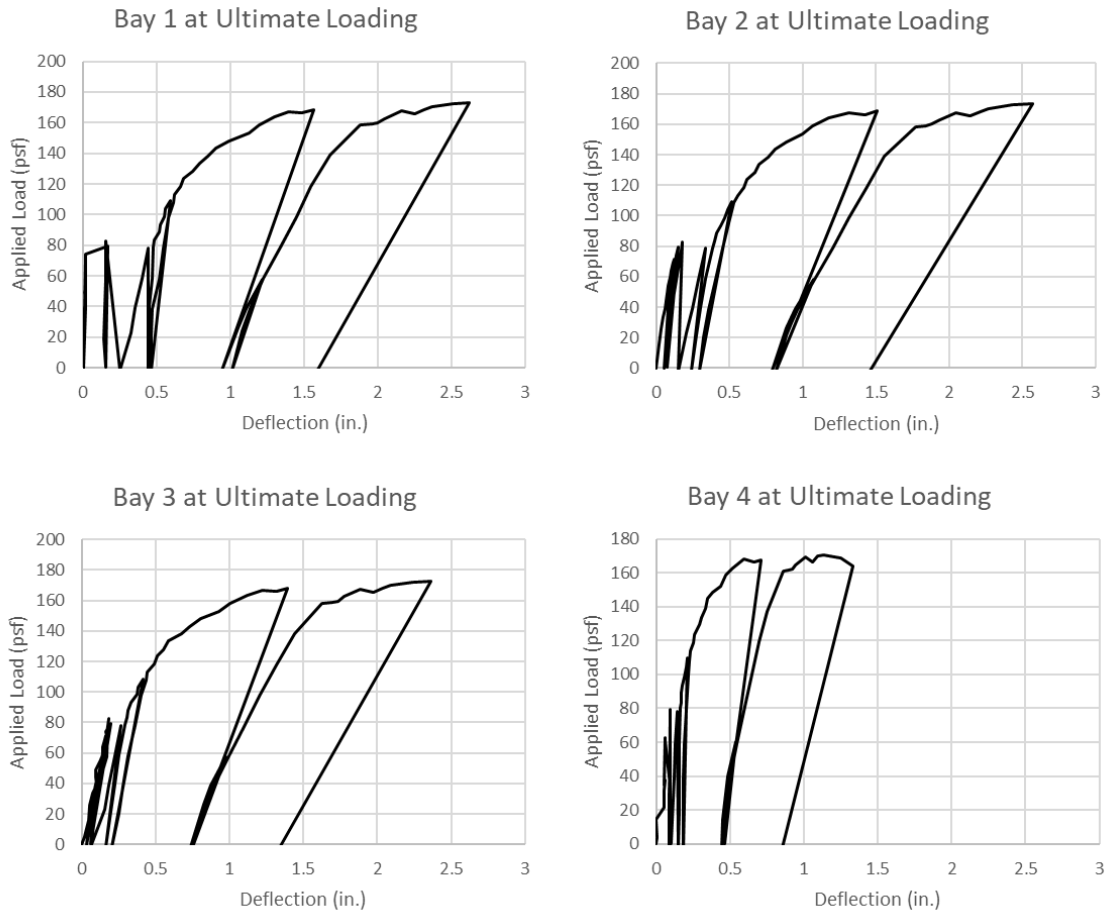 Bay 1 at Ultimate Loading
200
180
160
140
120
100
80
60
40
20
0
Applied Load (psf)
0 0.5 1 1.5 2 2.5 3
Deflection (in.)
Bay 2 at Ultimate Loading
200
180
160
140
120
100
80
60
40
20
0
Applied Load (psf)
0 0.5 1 1.5 2 2.5 3
Deflection (in.)
Bay 3 at Ultimate Loading
200
180
160
140
120
100
80
60
40
20
0
Applied Load (psf)
0 0.5 1 1.5 2 2.5 3
Deflection (in.)
Bay 4 at Ultimate Loading
180
160
140
120
100
80
60
40
20
0
Applied Load (psf)
0 0.5 1 1.5 2 2.5 3
Deflection (in.)